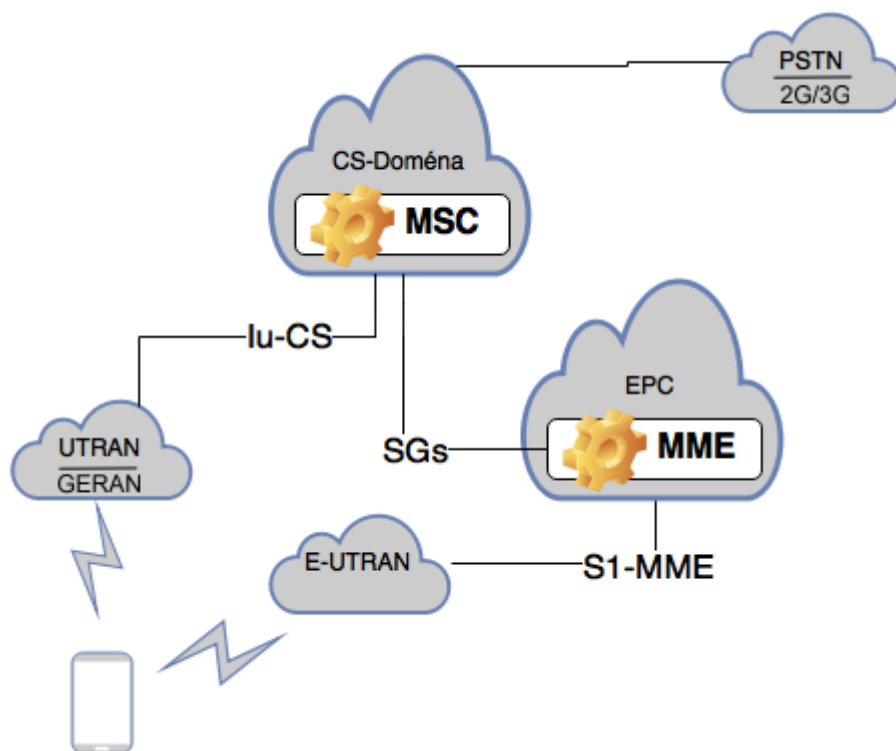 PSTN
2G/3G
CS-Doména
MSC
Iu-CS
EPC
UTRAN
GERAN
SGs
MME
E-UTRAN
S1-MME